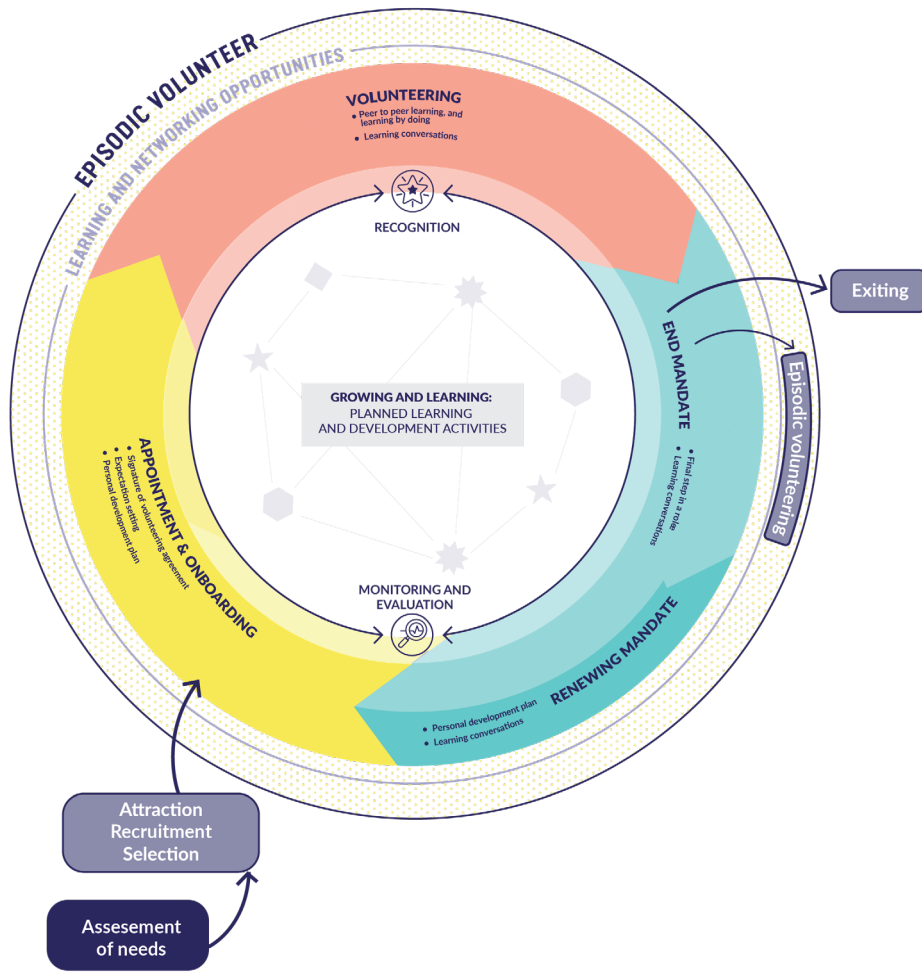 EPISODIC VOLUNTEER
LEARNING AND NETWORKING OPPORTUNITIES
VOLUNTEERING
• Peer to peer learning, and
learning by doing
• Learning conversations
RECOGNITION
Exiting
END MANDATE
• Final step in a role:
• Learning conversations
Episodic volunteering
GROWING AND LEARNING:
PLANNED LEARNING
AND DEVELOPMENT ACTIVITIES
APPOINTMENT & ONBOARDING
• Signature of volunteering agreement
• Expectation setting
• Personal development plan
MONITORING AND
EVALUATION
RENEWING MANDATE
• Personal development plan
• Learning conversations
Attraction
Recruitment
Selection
Assesement
of needs